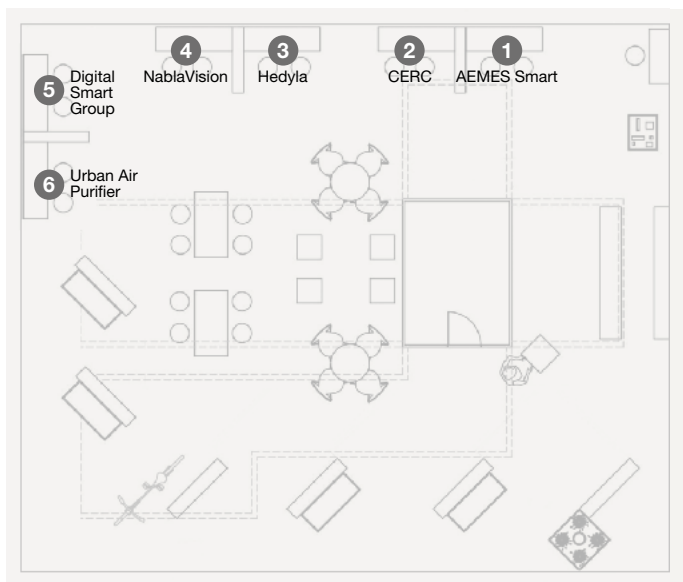 4
3
2
1
NablaVision
Hedyla
CERC
AEMES Smart
5
Digital
Smart
Group
6
Urban Air
Purifier